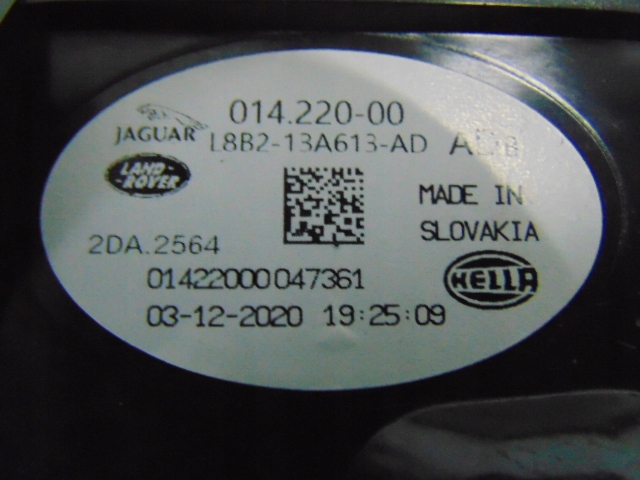 014.220-00
JAGUAR L8B2-13A613-AD
LAND-
ROVER
MADE IN
SLOVAKIA
2DA.2564
01422000047361
HELLA
03-12-2020 19:25:09